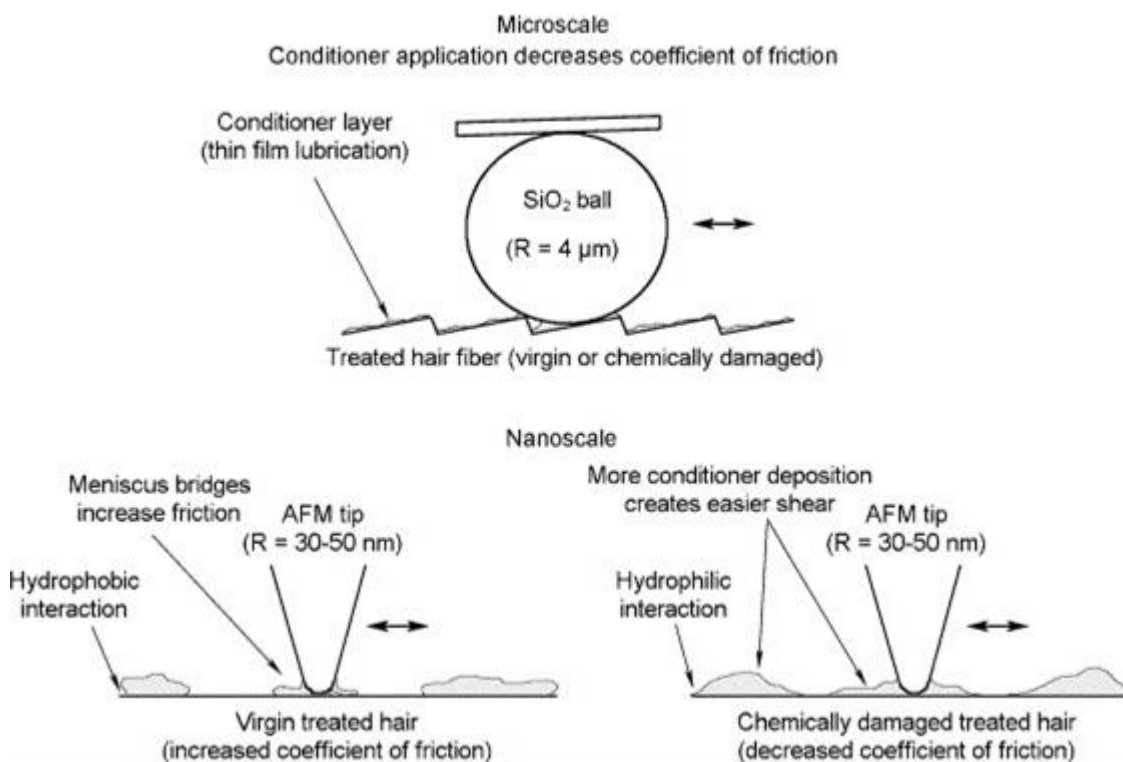 Microscale
Conditioner application decreases coefficient of friction
Conditioner layer
(thin film lubrication)
SiO₂ ball
(R = 4 µm)
Treated hair fiber (virgin or chemically damaged)
Nanoscale
Meniscus bridges
increase friction
AFM tip
(R = 30-50 nm)
Hydrophobic
interaction
Virgin treated hair
(increased coefficient of friction)
More conditioner deposition
creates easier shear
AFM tip
(R = 30-50 nm)
Hydrophilic
interaction
Chemically damaged treated hair
(decreased coefficient of friction)